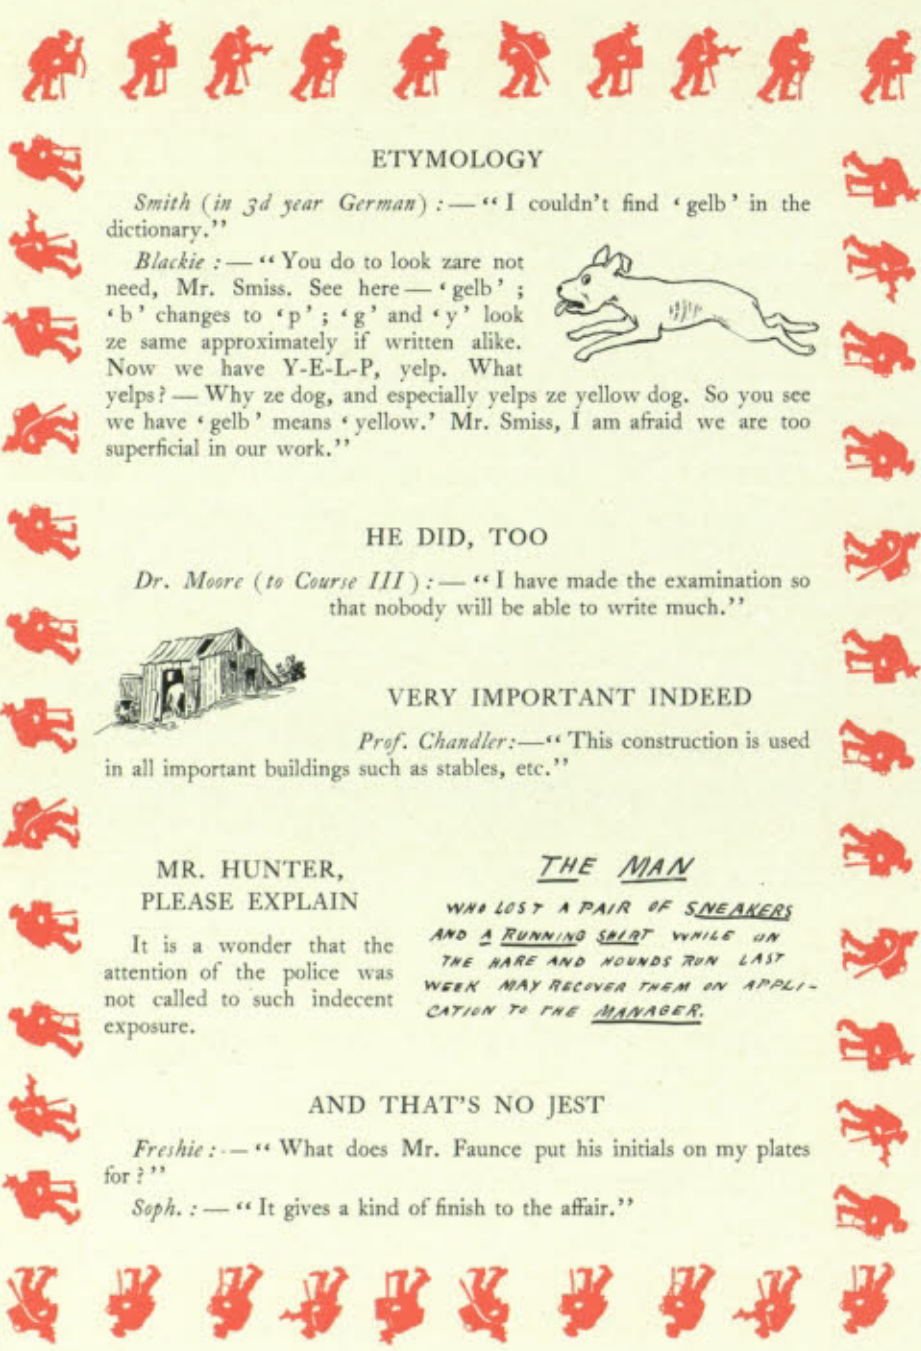 ETYMOLOGY
Smith (in 3d year German) : — “ I couldn't find ‘ gelb ’ in the
dictionary.”
Blackie : — “ You do to look zare not
need, Mr. Smiss. See here — ‘ gelb ’ ;
‘ b ’ changes to ‘ p ’ ; ‘ g ’ and ‘ y ’ look
ze same approximately if written alike.
Now we have Y-E-L-P, yelp. What
yelps ? — Why ze dog, and especially yelps ze yellow dog. So you see
we have ‘ gelb ’ means ‘ yellow.’ Mr. Smiss, I am afraid we are too
superficial in our work.”
HE DID, TOO
Dr. Moore (to Course III) : — “ I have made the examination so
that nobody will be able to write much.”
VERY IMPORTANT INDEED
Prof. Chandler:—“ This construction is used
in all important buildings such as stables, etc.”
MR. HUNTER,
PLEASE EXPLAIN
It is a wonder that the
attention of the police was
not called to such indecent
exposure.
THE MAN
WHO LOST A PAIR OF SNEAKERS
AND A RUNNING SHIRT WHILE ON
THE HARE AND HOUNDS RUN LAST
WEEK MAY RECOVER THEM ON APPLI-
CATION TO THE MANAGER.
AND THAT'S NO JEST
Freshie : — “ What does Mr. Faunce put his initials on my plates
for ? ”
Soph. : — “ It gives a kind of finish to the affair.”